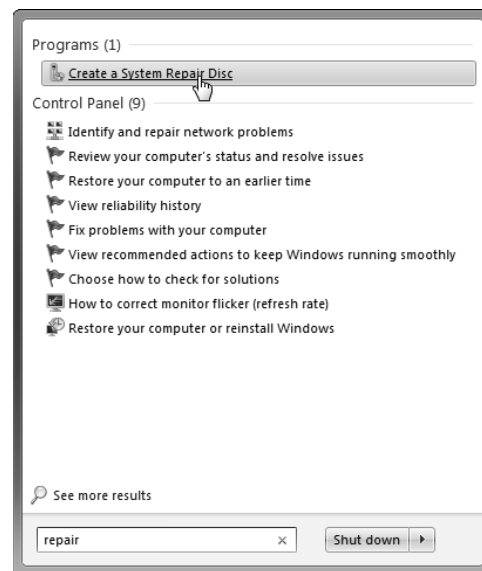 Programs (1)
Create a System Repair Disc
Control Panel (9)
Identify and repair network problems
Review your computer's status and resolve issues
Restore your computer to an earlier time
View reliability history
Fix problems with your computer
View recommended actions to keep Windows running smoothly
Choose how to check for solutions
How to correct monitor flicker (refresh rate)
Restore your computer or reinstall Windows
See more results
repair
Shut down